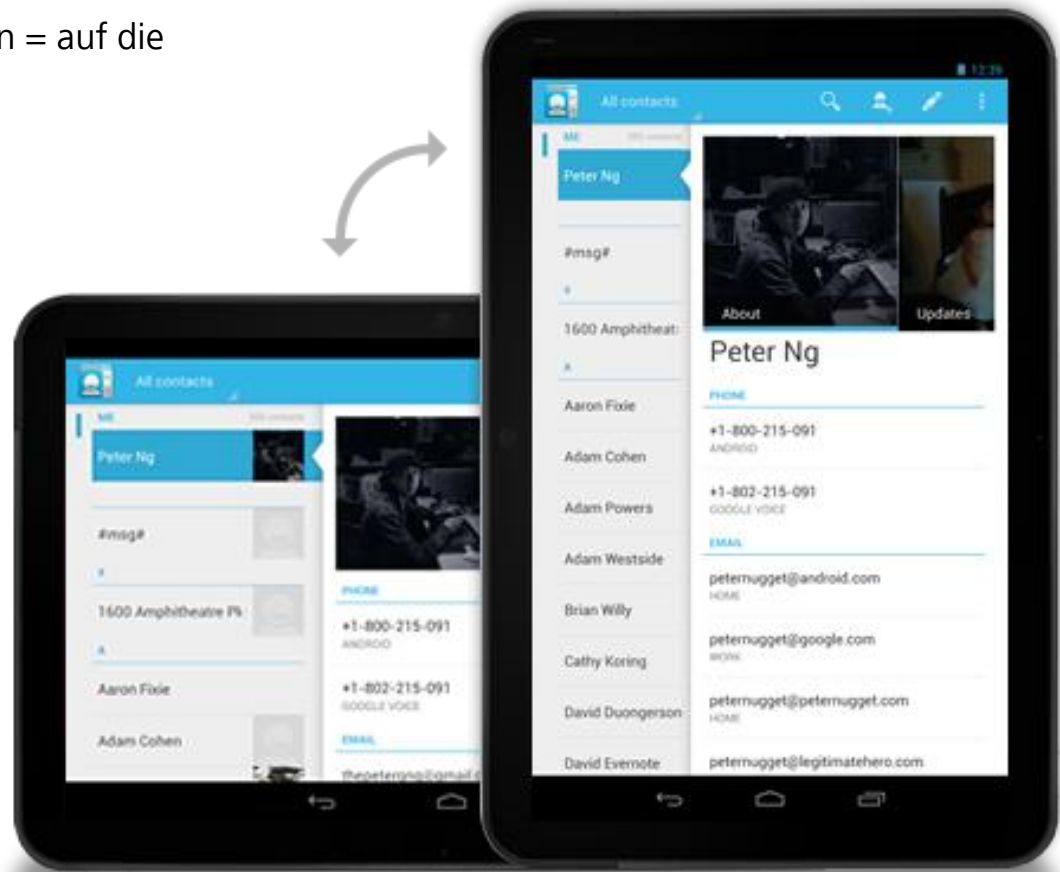 n = auf die
12:39
All contacts
ME
Peter Ng
#msg#
#
1600 Amphitheat
A
Aaron Fixie
Adam Cohen
Adam Powers
Adam Westside
Brian Willy
Cathy Koring
David Duongerson
David Evernote
About
Updates
Peter Ng
PHONE
+1-800-215-091
ANDROID
+1-802-215-091
GOOGLE VOICE
EMAIL
peternugget@android.com
HOME
peternugget@google.com
WORK
peternugget@peternugget.com
HOME
peternugget@legitimatehero.com
All contacts
ME
Peter Ng
#msg#
#
1600 Amphitheatre
A
Aaron Fixie
Adam Cohen
PHONE
+1-800-215-091
ANDROID
+1-802-215-091
GOOGLE VOICE
EMAIL